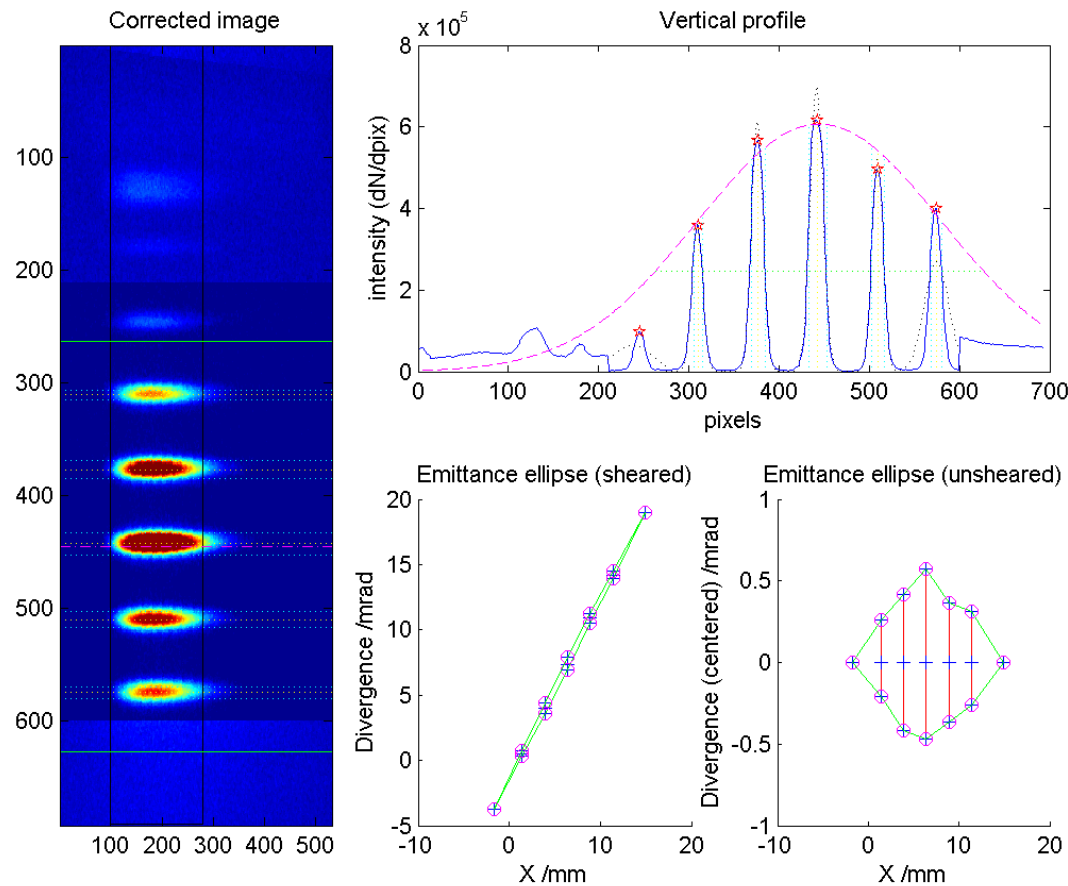 Corrected image
100
200
300
400
500
600
100 200 300 400 500
Vertical profile
x 10^5
intensity (dN/dpix)
8
6
4
2
0
0 100 200 300 400 500 600 700
pixels
Emittance ellipse (sheared)
Divergence /mrad
20
15
10
5
0
-5
-10 0 10 20
X /mm
Emittance ellipse (unsheared)
Divergence (centered) /mrad
1
0.5
0
-0.5
-1
-10 0 10 20
X /mm